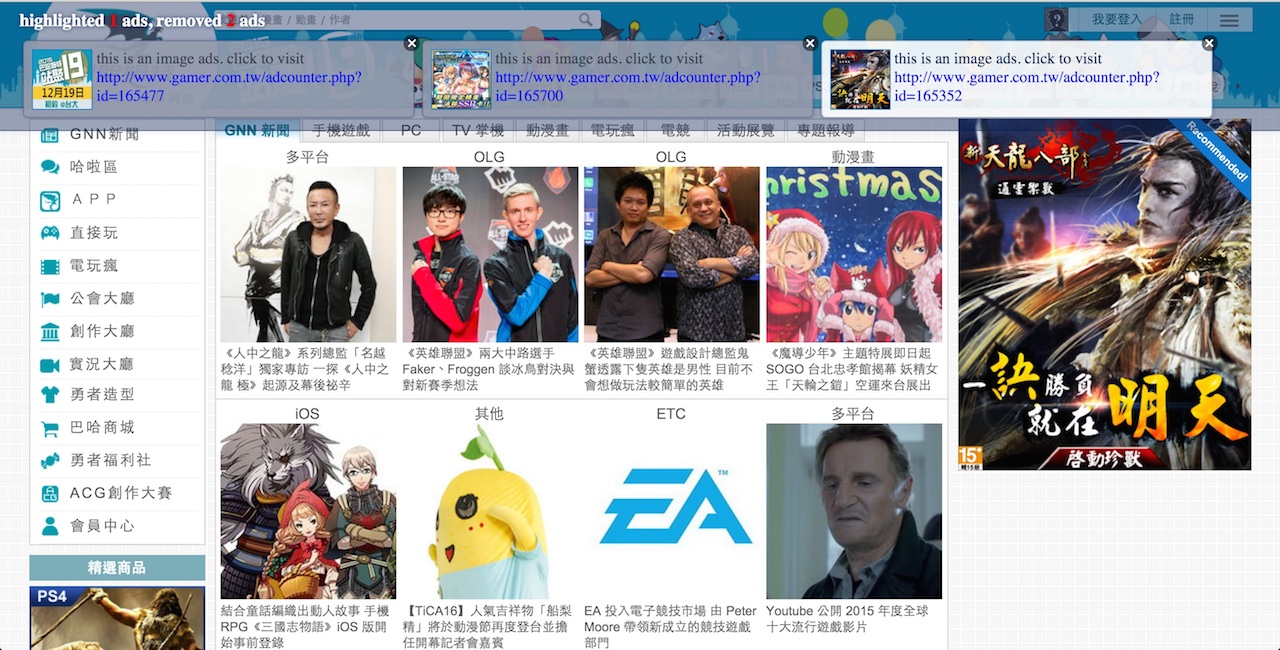 highlighted 1 ads, removed 2 ads
漫畫 / 動畫 / 作者
?
我要登入
註冊
this is an image ads. click to visit
http://www.gamer.com.tw/adcounter.php?
id=165477
19
12月19日
this is an image ads. click to visit
http://www.gamer.com.tw/adcounter.php?
id=165700
this is an image ads. click to visit
http://www.gamer.com.tw/adcounter.php?
id=165352
GNN新聞
哈啦區
ＡＰＰ
直接玩
電玩瘋
公會大廳
創作大廳
實況大廳
勇者造型
巴哈商城
勇者福利社
ACG創作大賽
會員中心
精選商品
PS4
GNN 新聞
手機遊戲
PC
TV 掌機
動漫畫
電玩瘋
電競
活動展覽
專題報導
多平台
《人中之龍》系列總監「名越
稔洋」獨家專訪 一探《人中之
龍 極》起源及幕後祕辛
OLG
ALL-STAR
《英雄聯盟》兩大中路選手
Faker、Froggen 談冰鳥對決與
對新賽季想法
OLG
《英雄聯盟》遊戲設計總監鬼
蟹透露下隻英雄是男性 目前不
會想做玩法較簡單的英雄
動漫畫
christmas
《魔導少年》主題特展即日起
SOGO 台北忠孝館揭幕 妖精女
王「天輪之鎧」空運來台展出
iOS
結合童話編織出動人故事 手機
RPG《三國志物語》iOS 版開
始事前登錄
其他
【TiCA16】人氣吉祥物「船梨
精」將於動漫節再度登台並擔
任開幕記者會嘉賓
ETC
EA
TM
EA 投入電子競技市場 由 Peter
Moore 帶領新成立的競技遊戲
部門
多平台
Youtube 公開 2015 年度全球
十大流行遊戲影片
Recommended!
新天龍八部
通靈樂獸
一訣勝負
就在明天
15+
輔15級
啓動珍獸